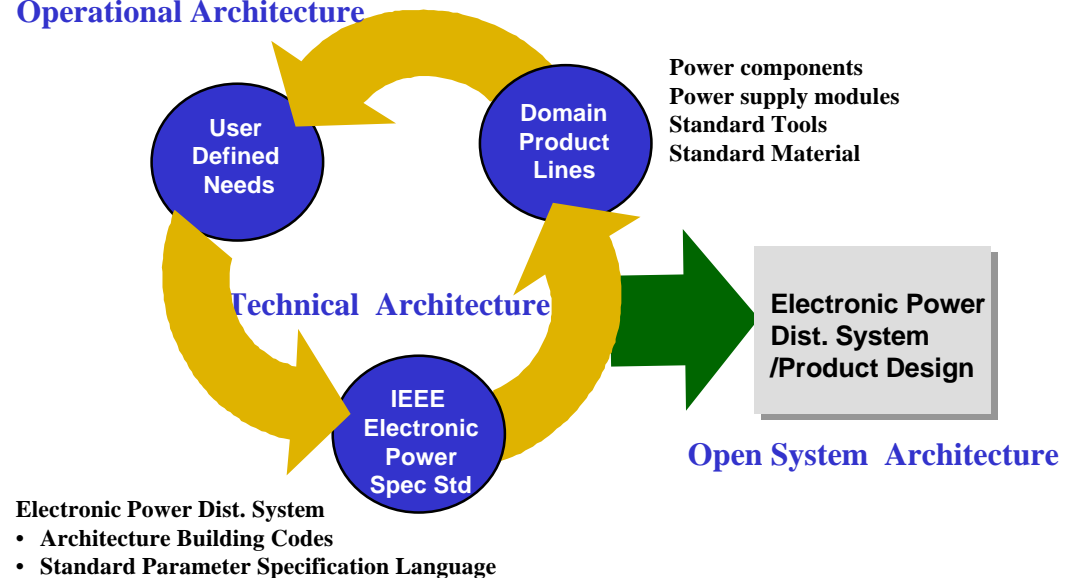 Operational Architecture
User
Defined
Needs
Domain
Product
Lines
Power components
Power supply modules
Standard Tools
Standard Material
Technical Architecture
IEEE
Electronic
Power
Spec Std
Electronic Power
Dist. System
/Product Design
Open System Architecture
Electronic Power Dist. System
• Architecture Building Codes
• Standard Parameter Specification Language